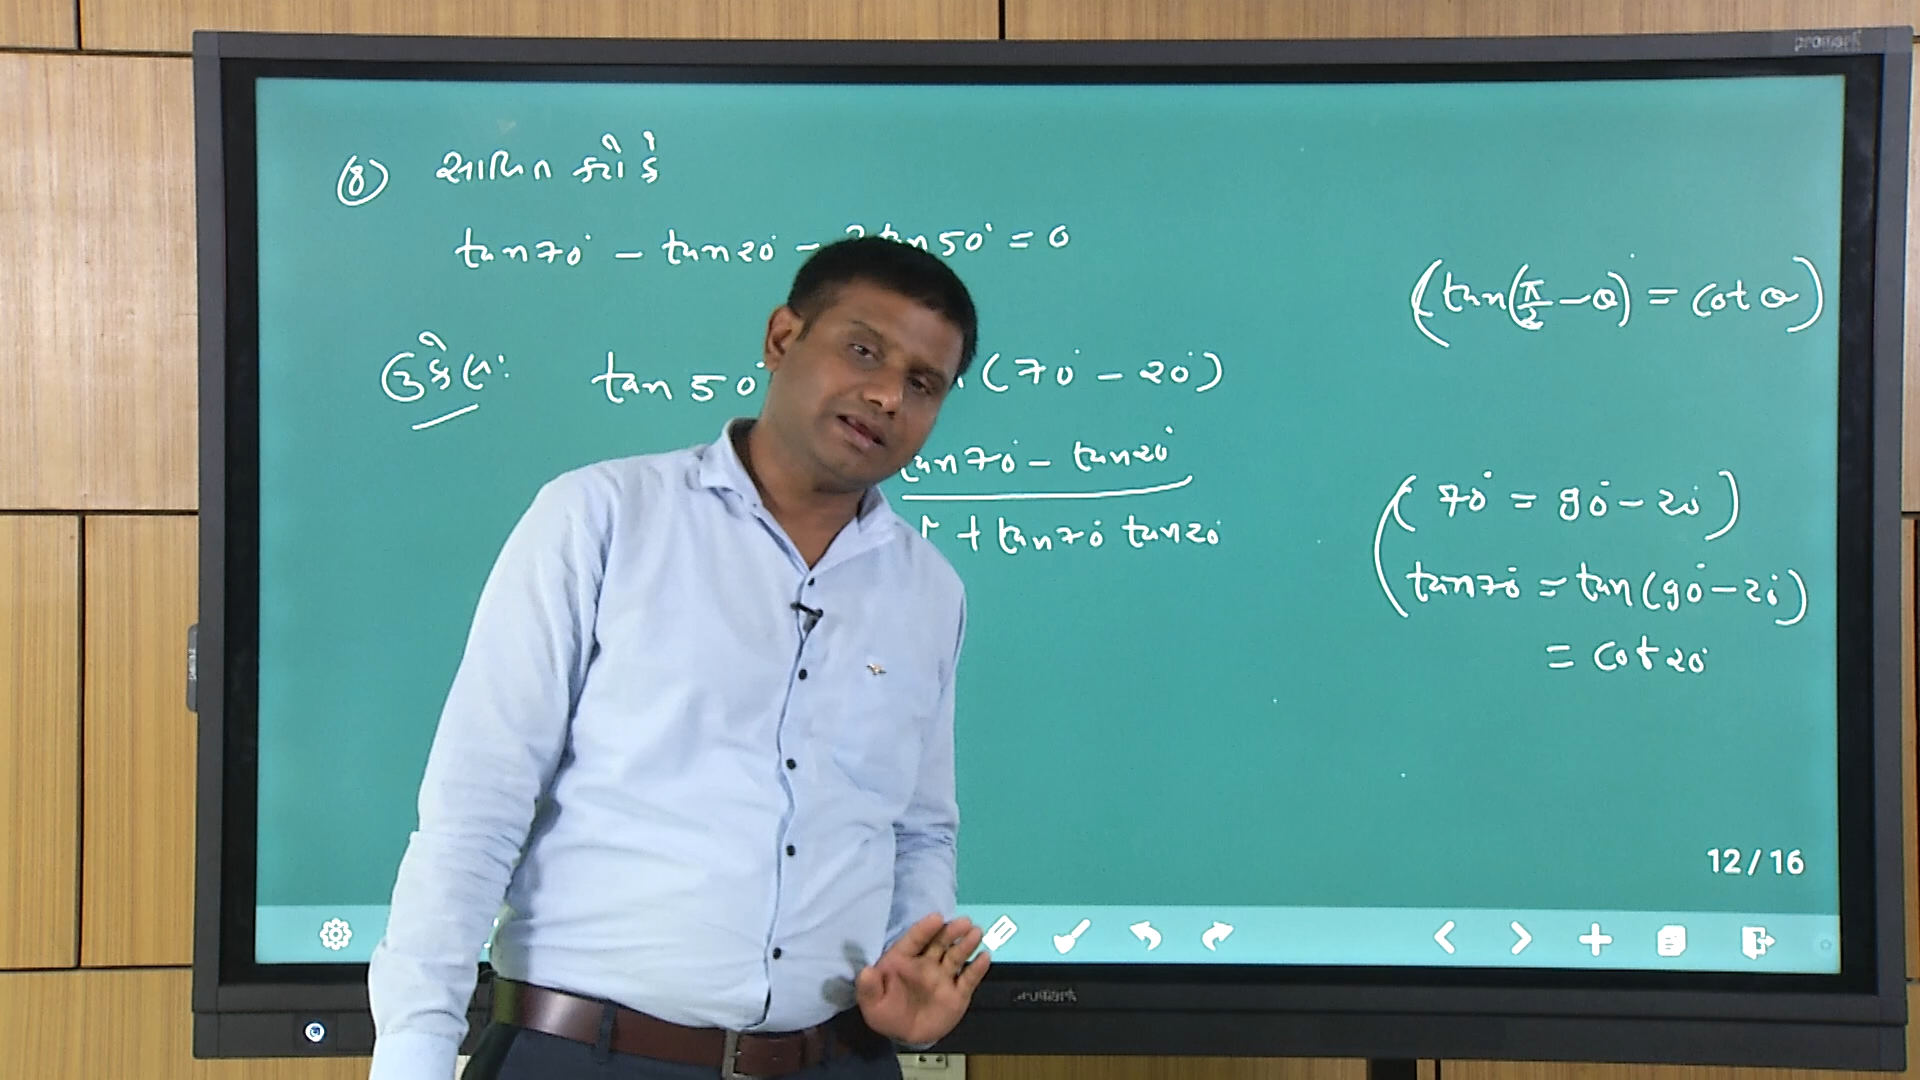 promark
(8) સાબિત કરો કે
tan70° − tan20° − 2tan50° = 0
(tan(π/2 − θ) = cot θ)
ઉકેલ: tan 50° (70° − 20°)
tan70° − tan20°
+ tan70° tan20°
(70° = 90° − 20°)
tan70° = tan(90° − 20°)
= cot20°
12 / 16